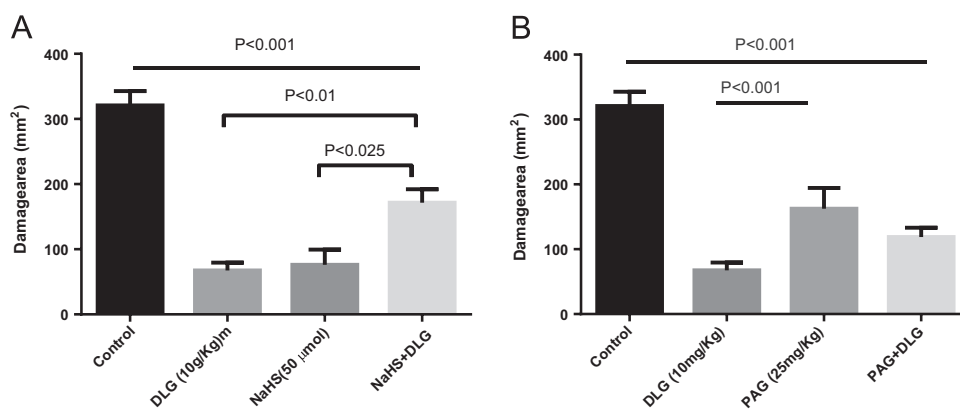 A
P<0.001
P<0.01
P<0.025
Damagearea (mm2)
400
300
200
100
0
Control
DLG (10g/Kg)m
NaHS(50 µmol)
NaHS+DLG
B
P<0.001
P<0.001
Damagearea (mm2)
400
300
200
100
0
Control
DLG (10mg/Kg)
PAG (25mg/Kg)
PAG+DLG